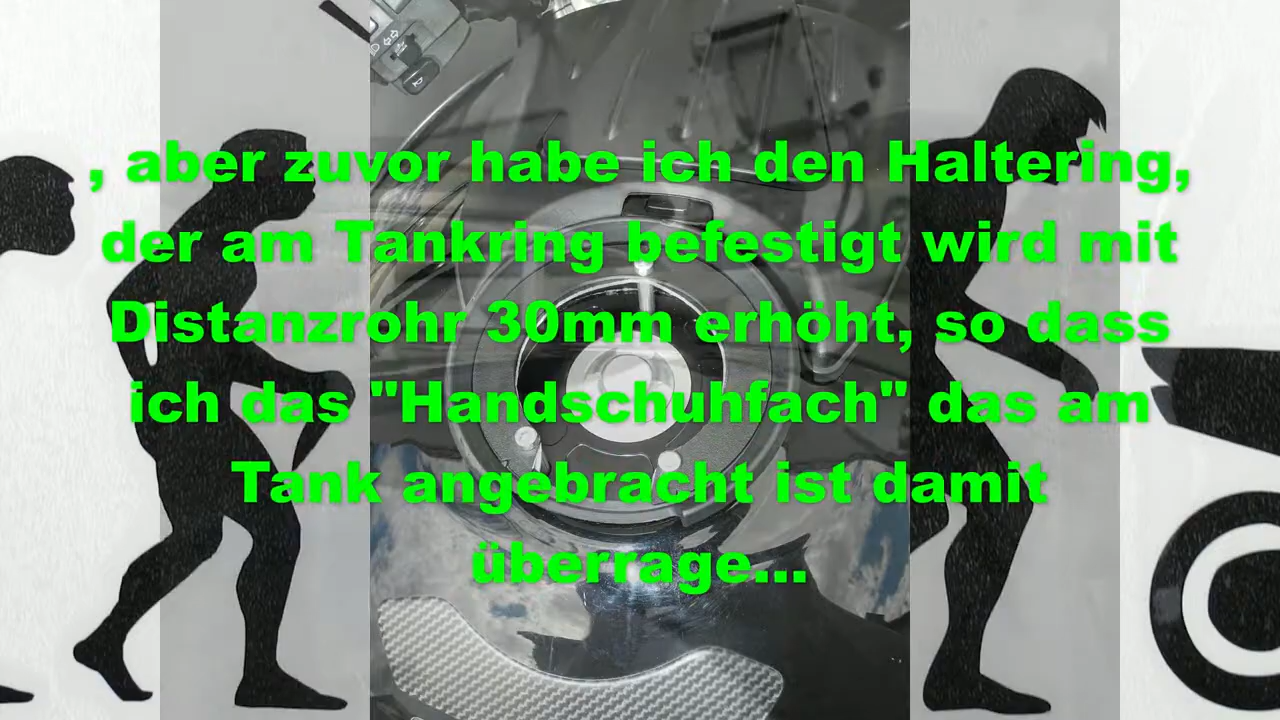 , aber zuvor habe ich den Haltering,
der am Tankring befestigt wird mit
Distanzrohr 30mm erhöht, so dass
ich das "Handschuhfach" das am
Tank angebracht ist damit
überrage...